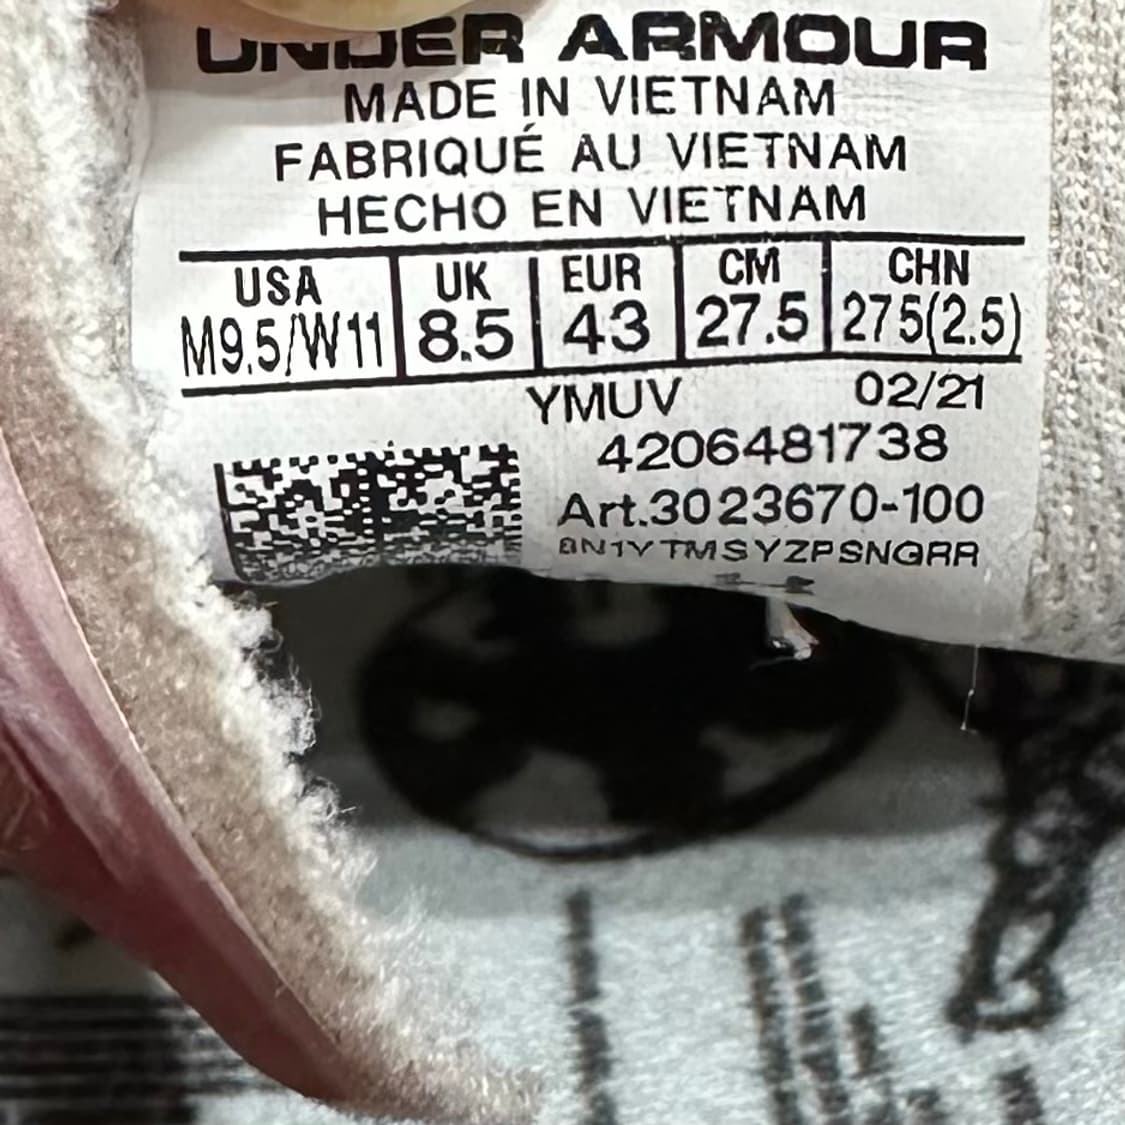 UNDER ARMOUR
MADE IN VIETNAM
FABRIQUÉ AU VIETNAM
HECHO EN VIETNAM
USA UK EUR CM CHN
M9.5/W11 8.5 43 27.5 275(2.5)
YMUV 02/21
4206481738
Art.3023670-100